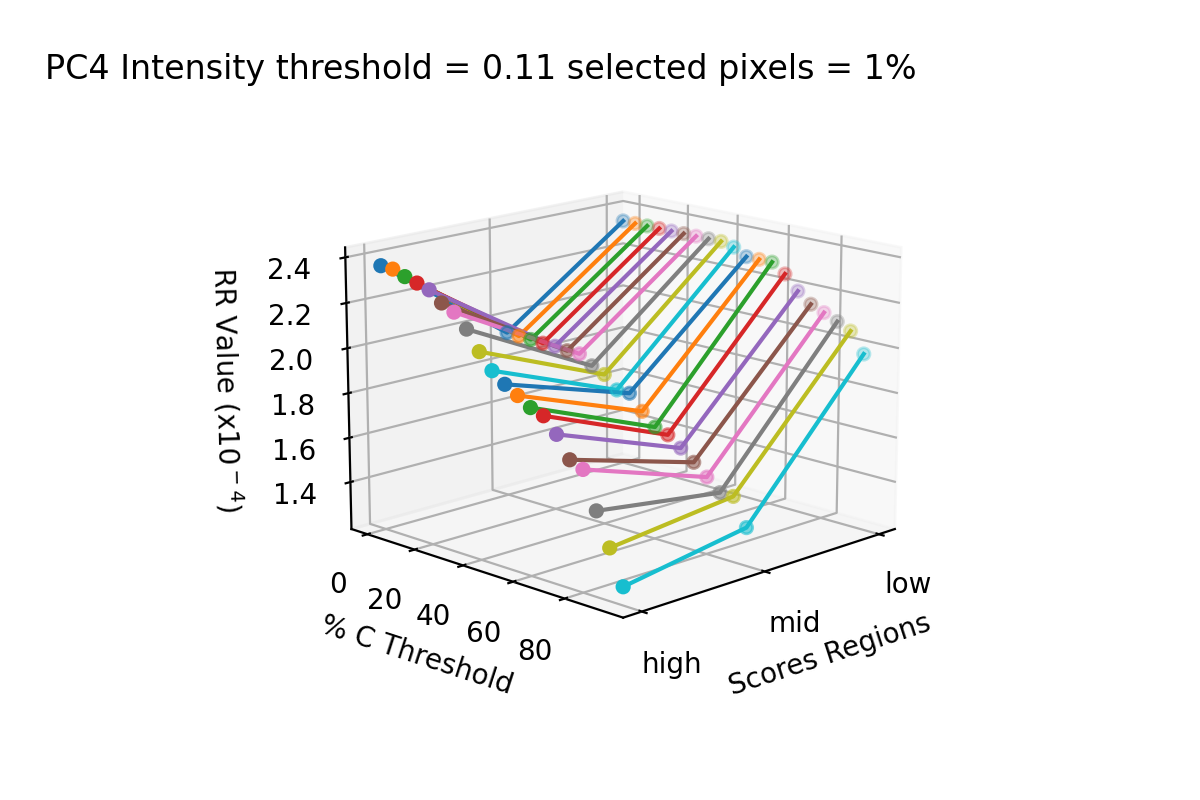 PC4 Intensity threshold = 0.11 selected pixels = 1%
2.4
2.2
2.0
1.8
1.6
1.4
RR Value (x10⁻⁴)
0
20
40
60
80
% C Threshold
high
mid
low
Scores Regions